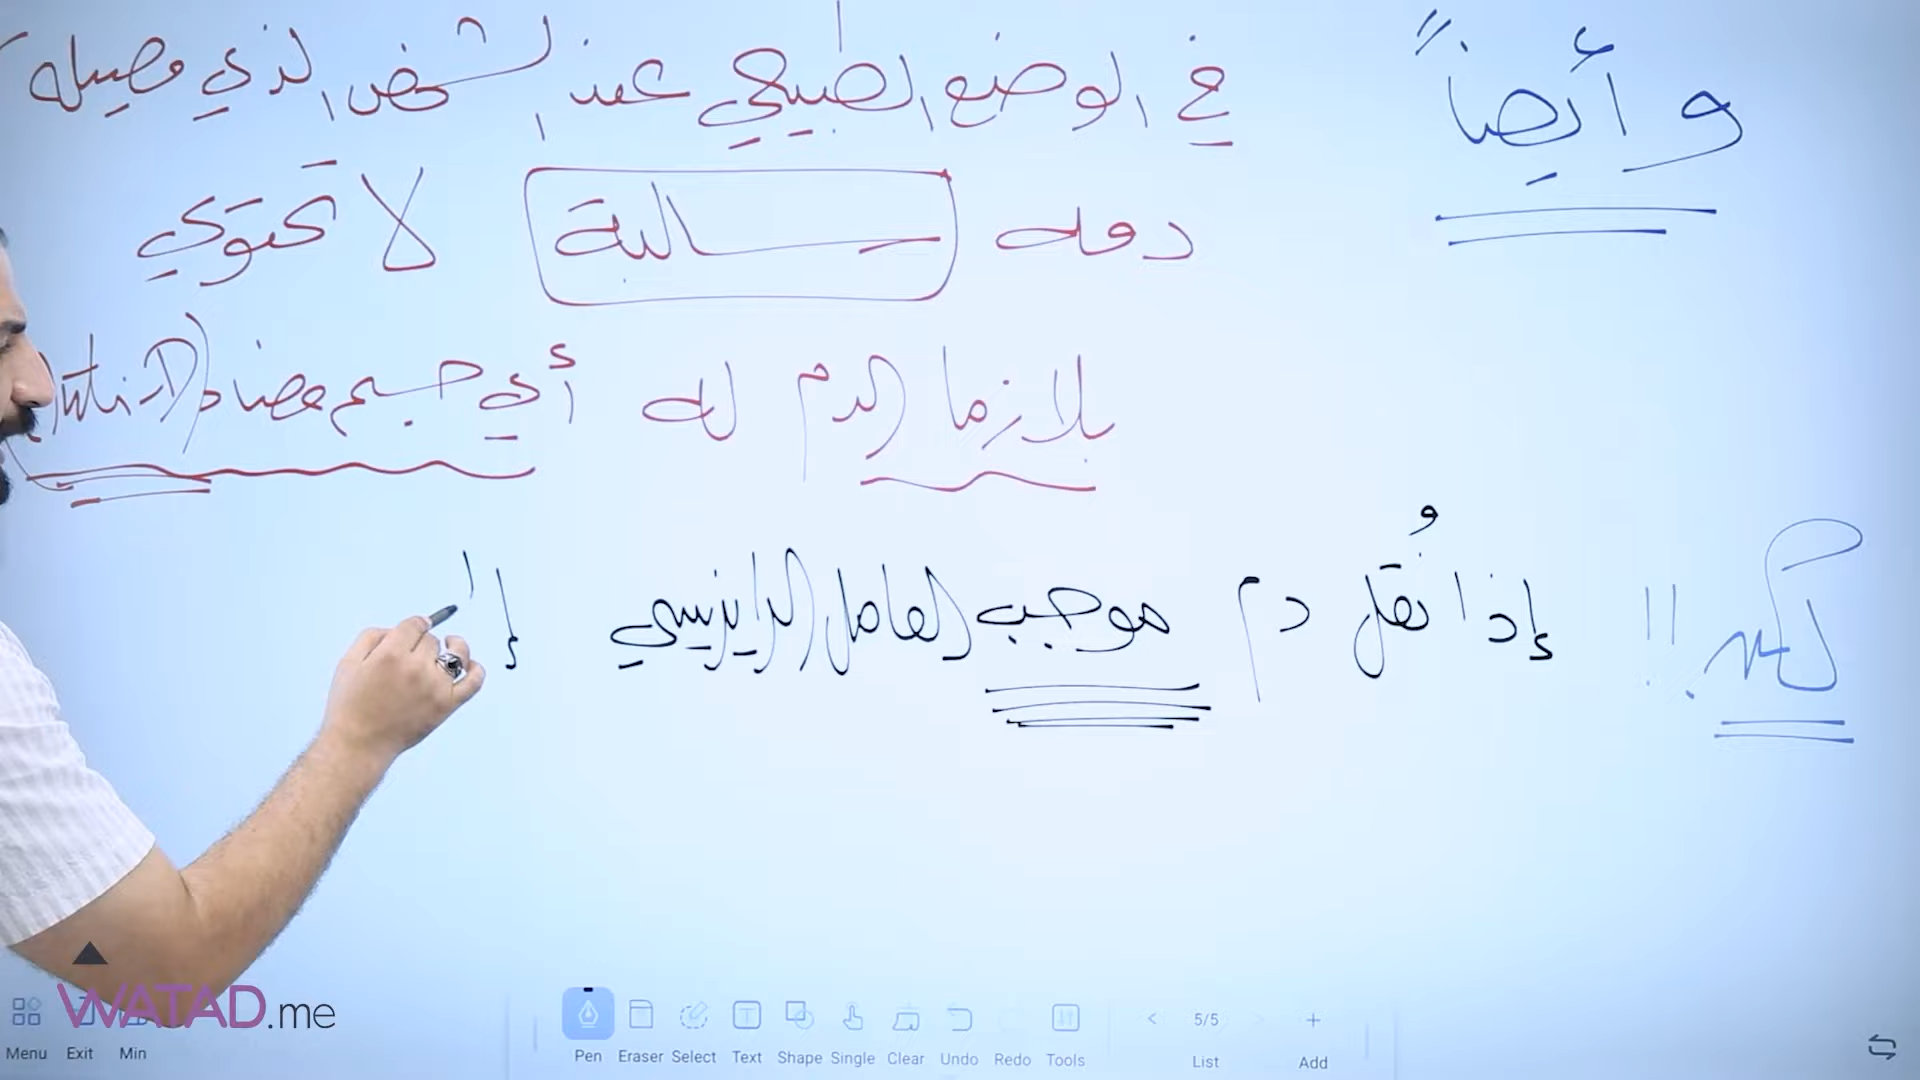 وأيضاً
في الوضع الطبيعي عند الشخص الذي فصيلة
دمه سالبة لا تحتوي
بلازما الدم له أي جسم مضاد (Anti-D)
لكن !! إذا نُقل دم موجب العامل الرايزيسي إ
WATAD.me
Menu Exit Min Pen Eraser Select Text Shape Single Clear Undo Redo Tools < 5/5 List Add